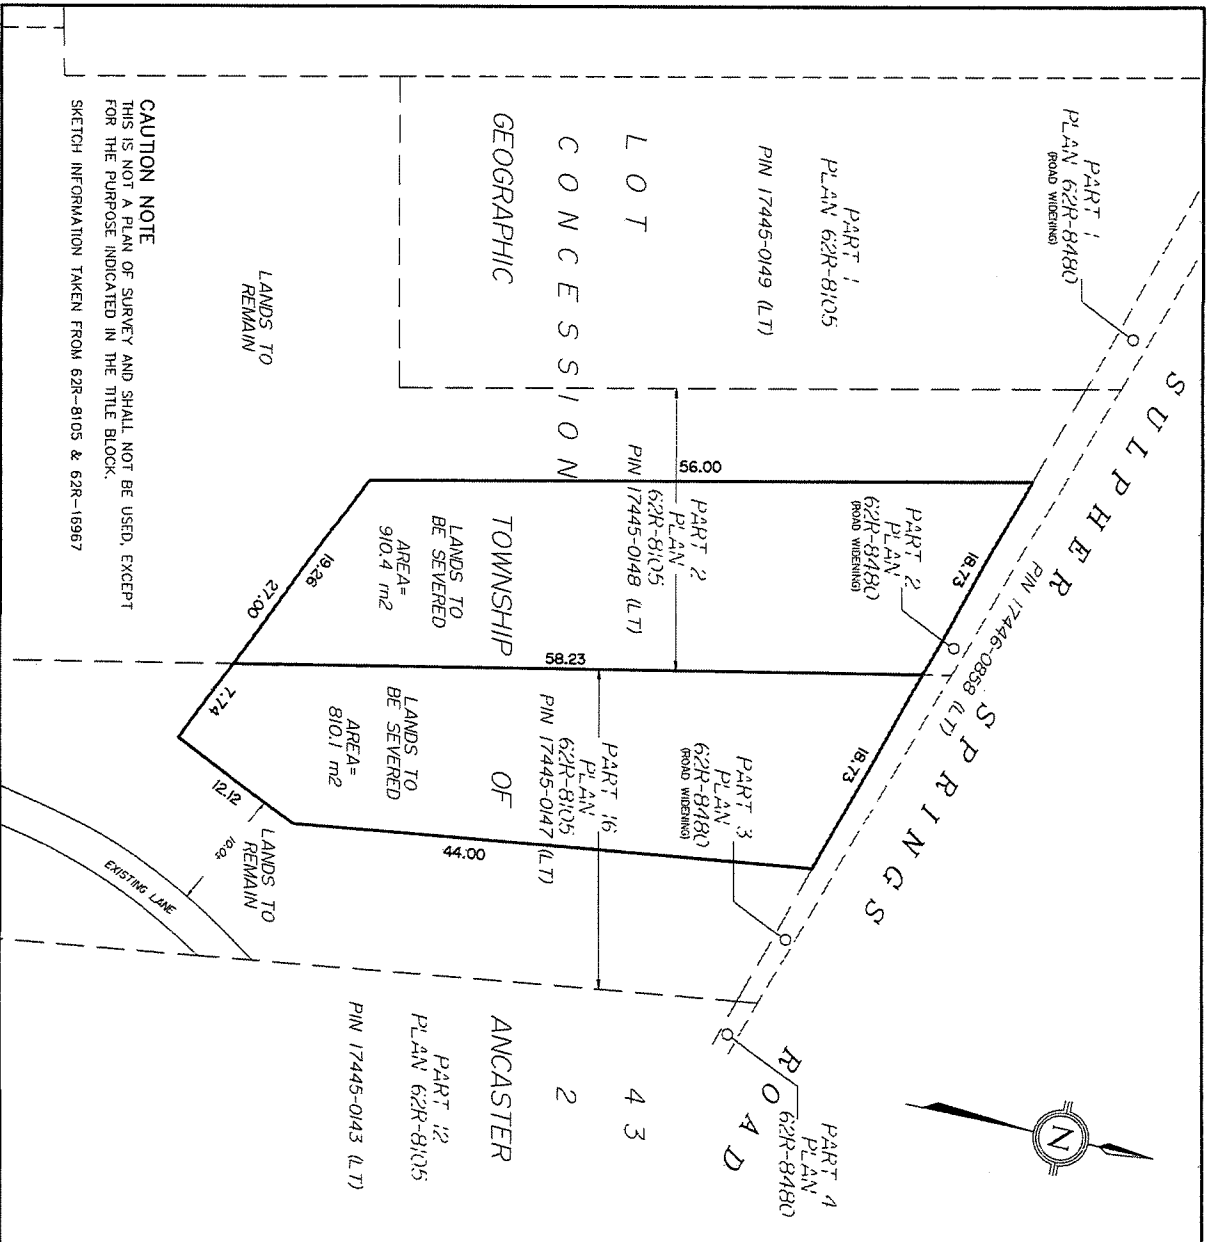 PART 1
PLAN 62R-8480
(ROAD WIDENING)
SULPHER SPRINGS ROAD
PIN 17446-0858 (LT)
PART 1
PLAN 62R-8105
PIN 17445-0149 (LT)
PART 2
PLAN
62R-8480
(ROAD WIDENING)
PART 3
PLAN
62R-8480
(ROAD WIDENING)
PART 4
PLAN
62R-8480
18.73
18.73
56.00
58.23
44.00
LOT 43
CONCESSION 2
GEOGRAPHIC TOWNSHIP OF ANCASTER
PART 2
PLAN
62R-8105
PIN 17445-0148 (LT)
PART 16
PLAN
62R-8105
PIN 17445-0147 (LT)
PART 12
PLAN 62R-8105
PIN 17445-0143 (LT)
LANDS TO
BE SEVERED
AREA=
910.4 m2
LANDS TO
BE SEVERED
AREA=
810.1 m2
19.26
27.00
7.74
12.12
10.05
LANDS TO
REMAIN
LANDS TO
REMAIN
EXISTING LANE
N
CAUTION NOTE
THIS IS NOT A PLAN OF SURVEY AND SHALL NOT BE USED, EXCEPT
FOR THE PURPOSE INDICATED IN THE TITLE BLOCK.
SKETCH INFORMATION TAKEN FROM 62R-8105 & 62R-16967